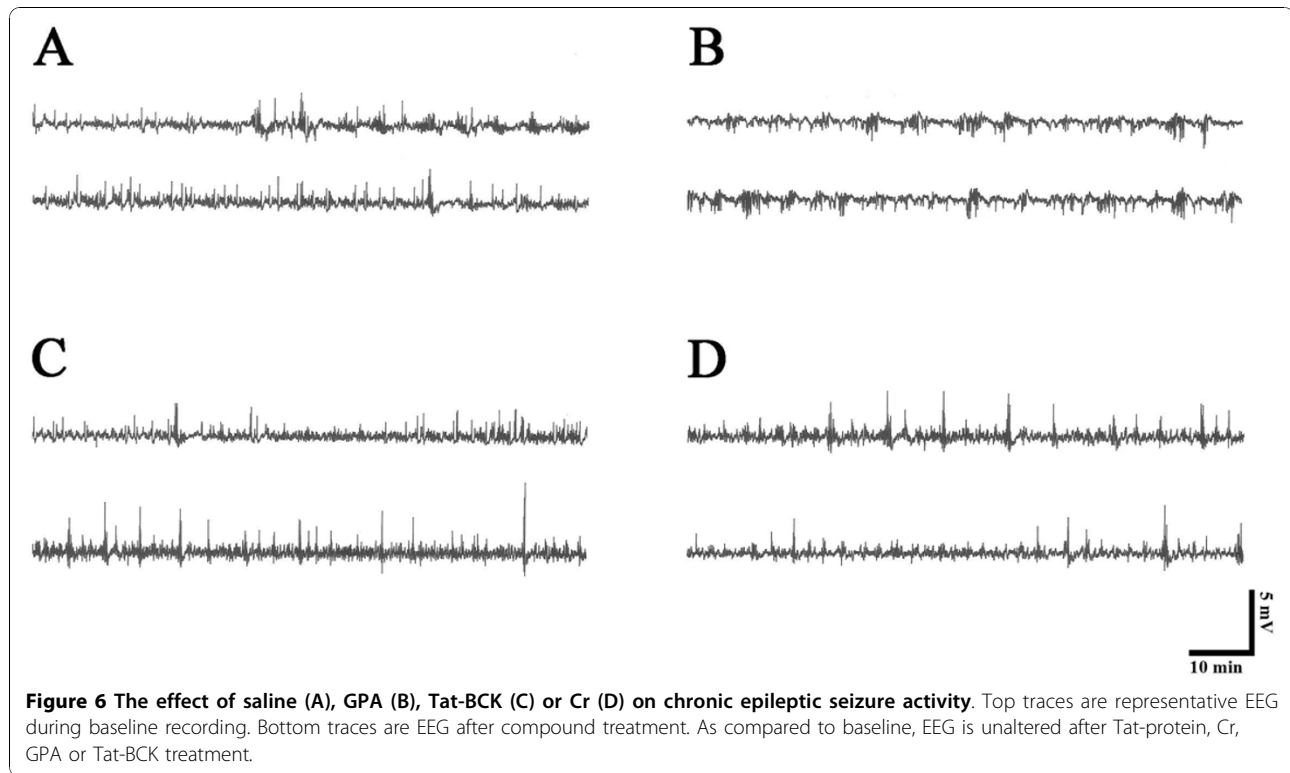 A
B
C
D
5 mV
10 min
Figure 6 The effect of saline (A), GPA (B), Tat-BCK (C) or Cr (D) on chronic epileptic seizure activity. Top traces are representative EEG
during baseline recording. Bottom traces are EEG after compound treatment. As compared to baseline, EEG is unaltered after Tat-protein, Cr,
GPA or Tat-BCK treatment.